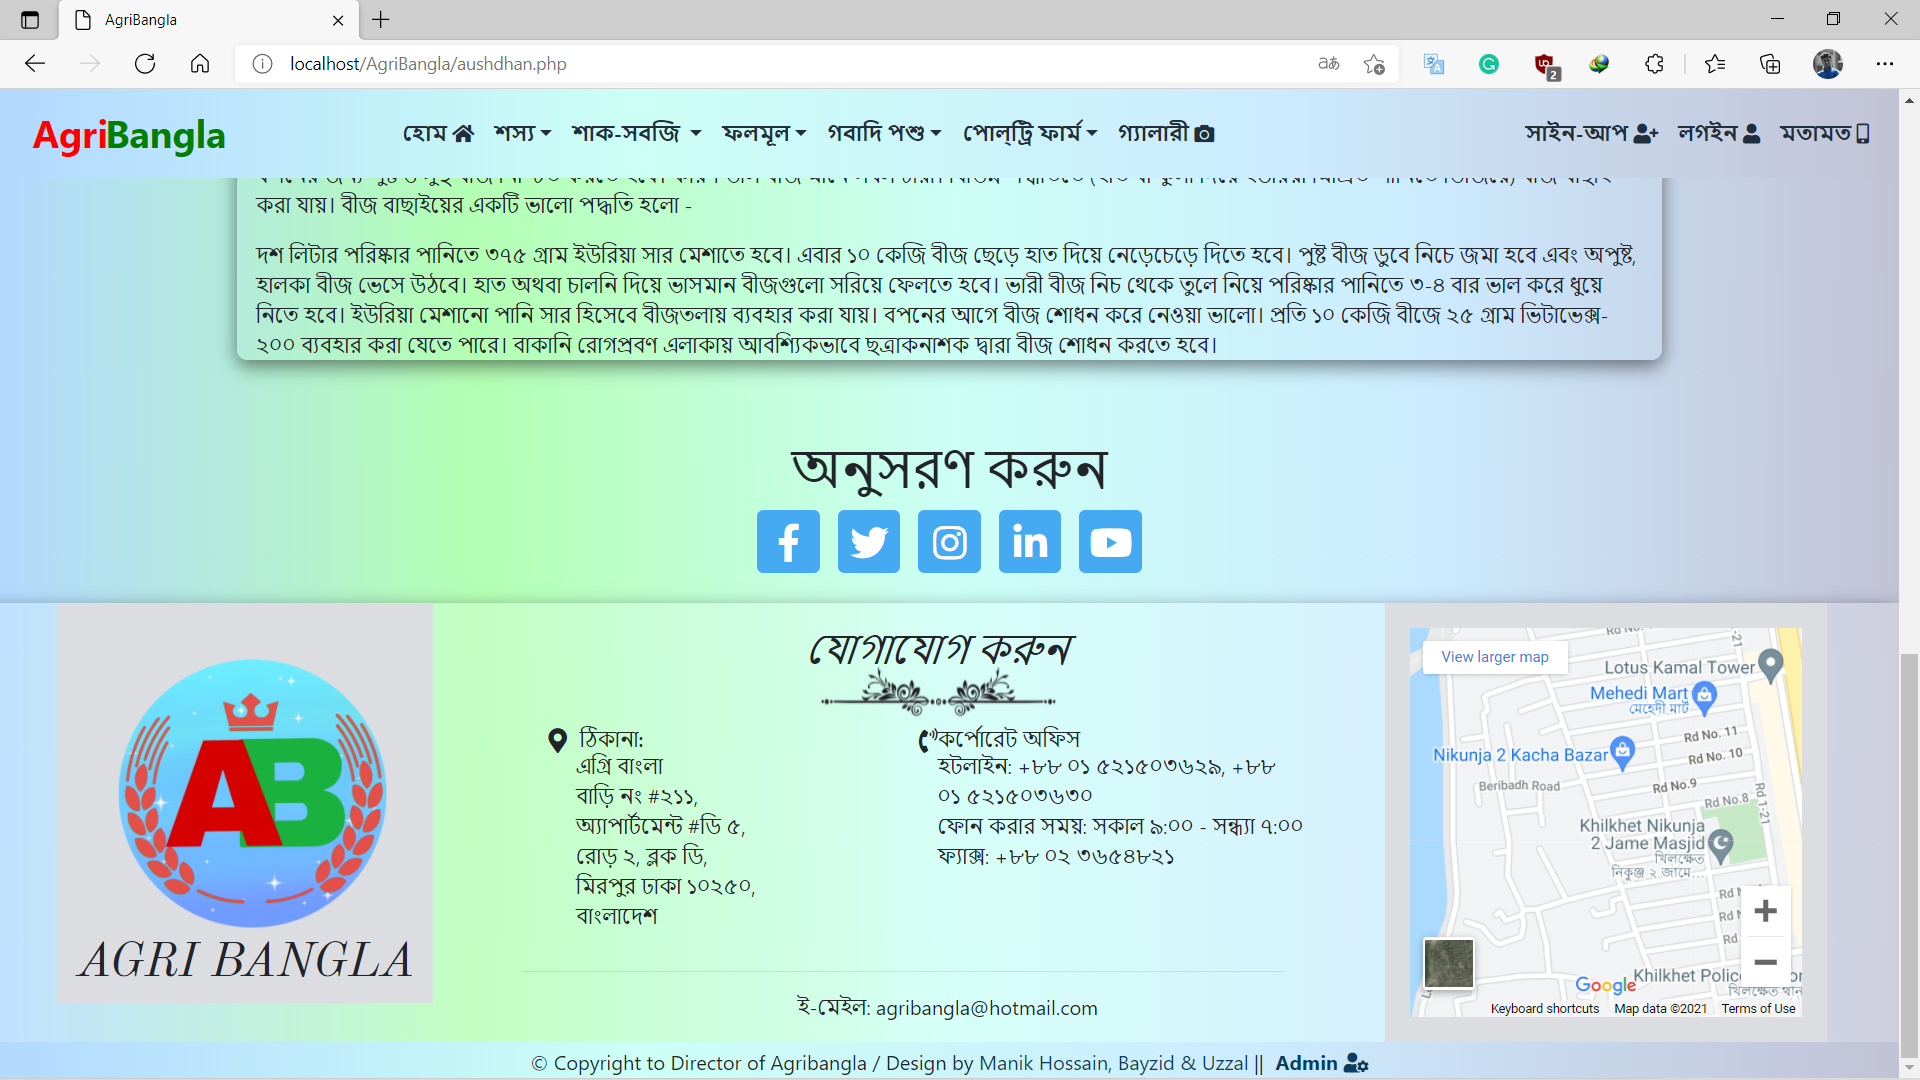 AgriBangla
localhost/AgriBangla/aushdhan.php
2
AgriBangla
হোম
শস্য
শাক-সবজি
ফলমূল
গবাদি পশু
পোল্ট্রি ফার্ম
গ্যালারী
সাইন-আপ
লগইন
মতামত
করা যায়। বীজ বাছাইয়ের একটি ভালো পদ্ধতি হলো -
দশ লিটার পরিষ্কার পানিতে ৩৭৫ গ্রাম ইউরিয়া সার মেশাতে হবে। এবার ১০ কেজি বীজ ছেড়ে হাত দিয়ে নেড়েচেড়ে দিতে হবে। পুষ্ট বীজ ডুবে নিচে জমা হবে এবং অপুষ্ট,
হালকা বীজ ভেসে উঠবে। হাত অথবা চালনি দিয়ে ভাসমান বীজগুলো সরিয়ে ফেলতে হবে। ভারী বীজ নিচ থেকে তুলে নিয়ে পরিষ্কার পানিতে ৩-৪ বার ভাল করে ধুয়ে
নিতে হবে। ইউরিয়া মেশানো পানি সার হিসেবে বীজতলায় ব্যবহার করা যায়। বপনের আগে বীজ শোধন করে নেওয়া ভালো। প্রতি ১০ কেজি বীজে ২৫ গ্রাম ভিটাভেক্স-
২০০ ব্যবহার করা যেতে পারে। বাকানি রোগপ্রবণ এলাকায় আবশ্যিকভাবে ছত্রাকনাশক দ্বারা বীজ শোধন করতে হবে।
অনুসরণ করুন
AB
AGRI BANGLA
যোগাযোগ করুন
ঠিকানা:
এগ্রি বাংলা
বাড়ি নং #২১১,
অ্যাপার্টমেন্ট #ডি ৫,
রোড় ২, ব্লক ডি,
মিরপুর ঢাকা ১০২৫০,
বাংলাদেশ
কর্পোরেট অফিস
হটলাইন: +৮৮ ০১ ৫২১৫০৩৬২৯, +৮৮
০১ ৫২১৫০৩৬৩০
ফোন করার সময়: সকাল ৯:০০ - সন্ধ্যা ৭:০০
ফ্যাক্স: +৮৮ ০২ ৩৬৫৪৮২১
ই-মেইল: agribangla@hotmail.com
View larger map
Lotus Kamal Tower
Mehedi Mart
মেহেদী মার্ট
Rd No. 11
Nikunja 2 Kacha Bazar
Rd No. 10
Beribadh Road
Rd No.9
Rd No.8
Rd 1-21
Khilkhet Nikunja
2 Jame Masjid
খিলক্ষেত
নিকুঞ্জ ২ জামে...
Google
Khilkhet Polic
Keyboard shortcuts
Map data ©2021
Terms of Use
© Copyright to Director of Agribangla / Design by Manik Hossain, Bayzid & Uzzal || Admin